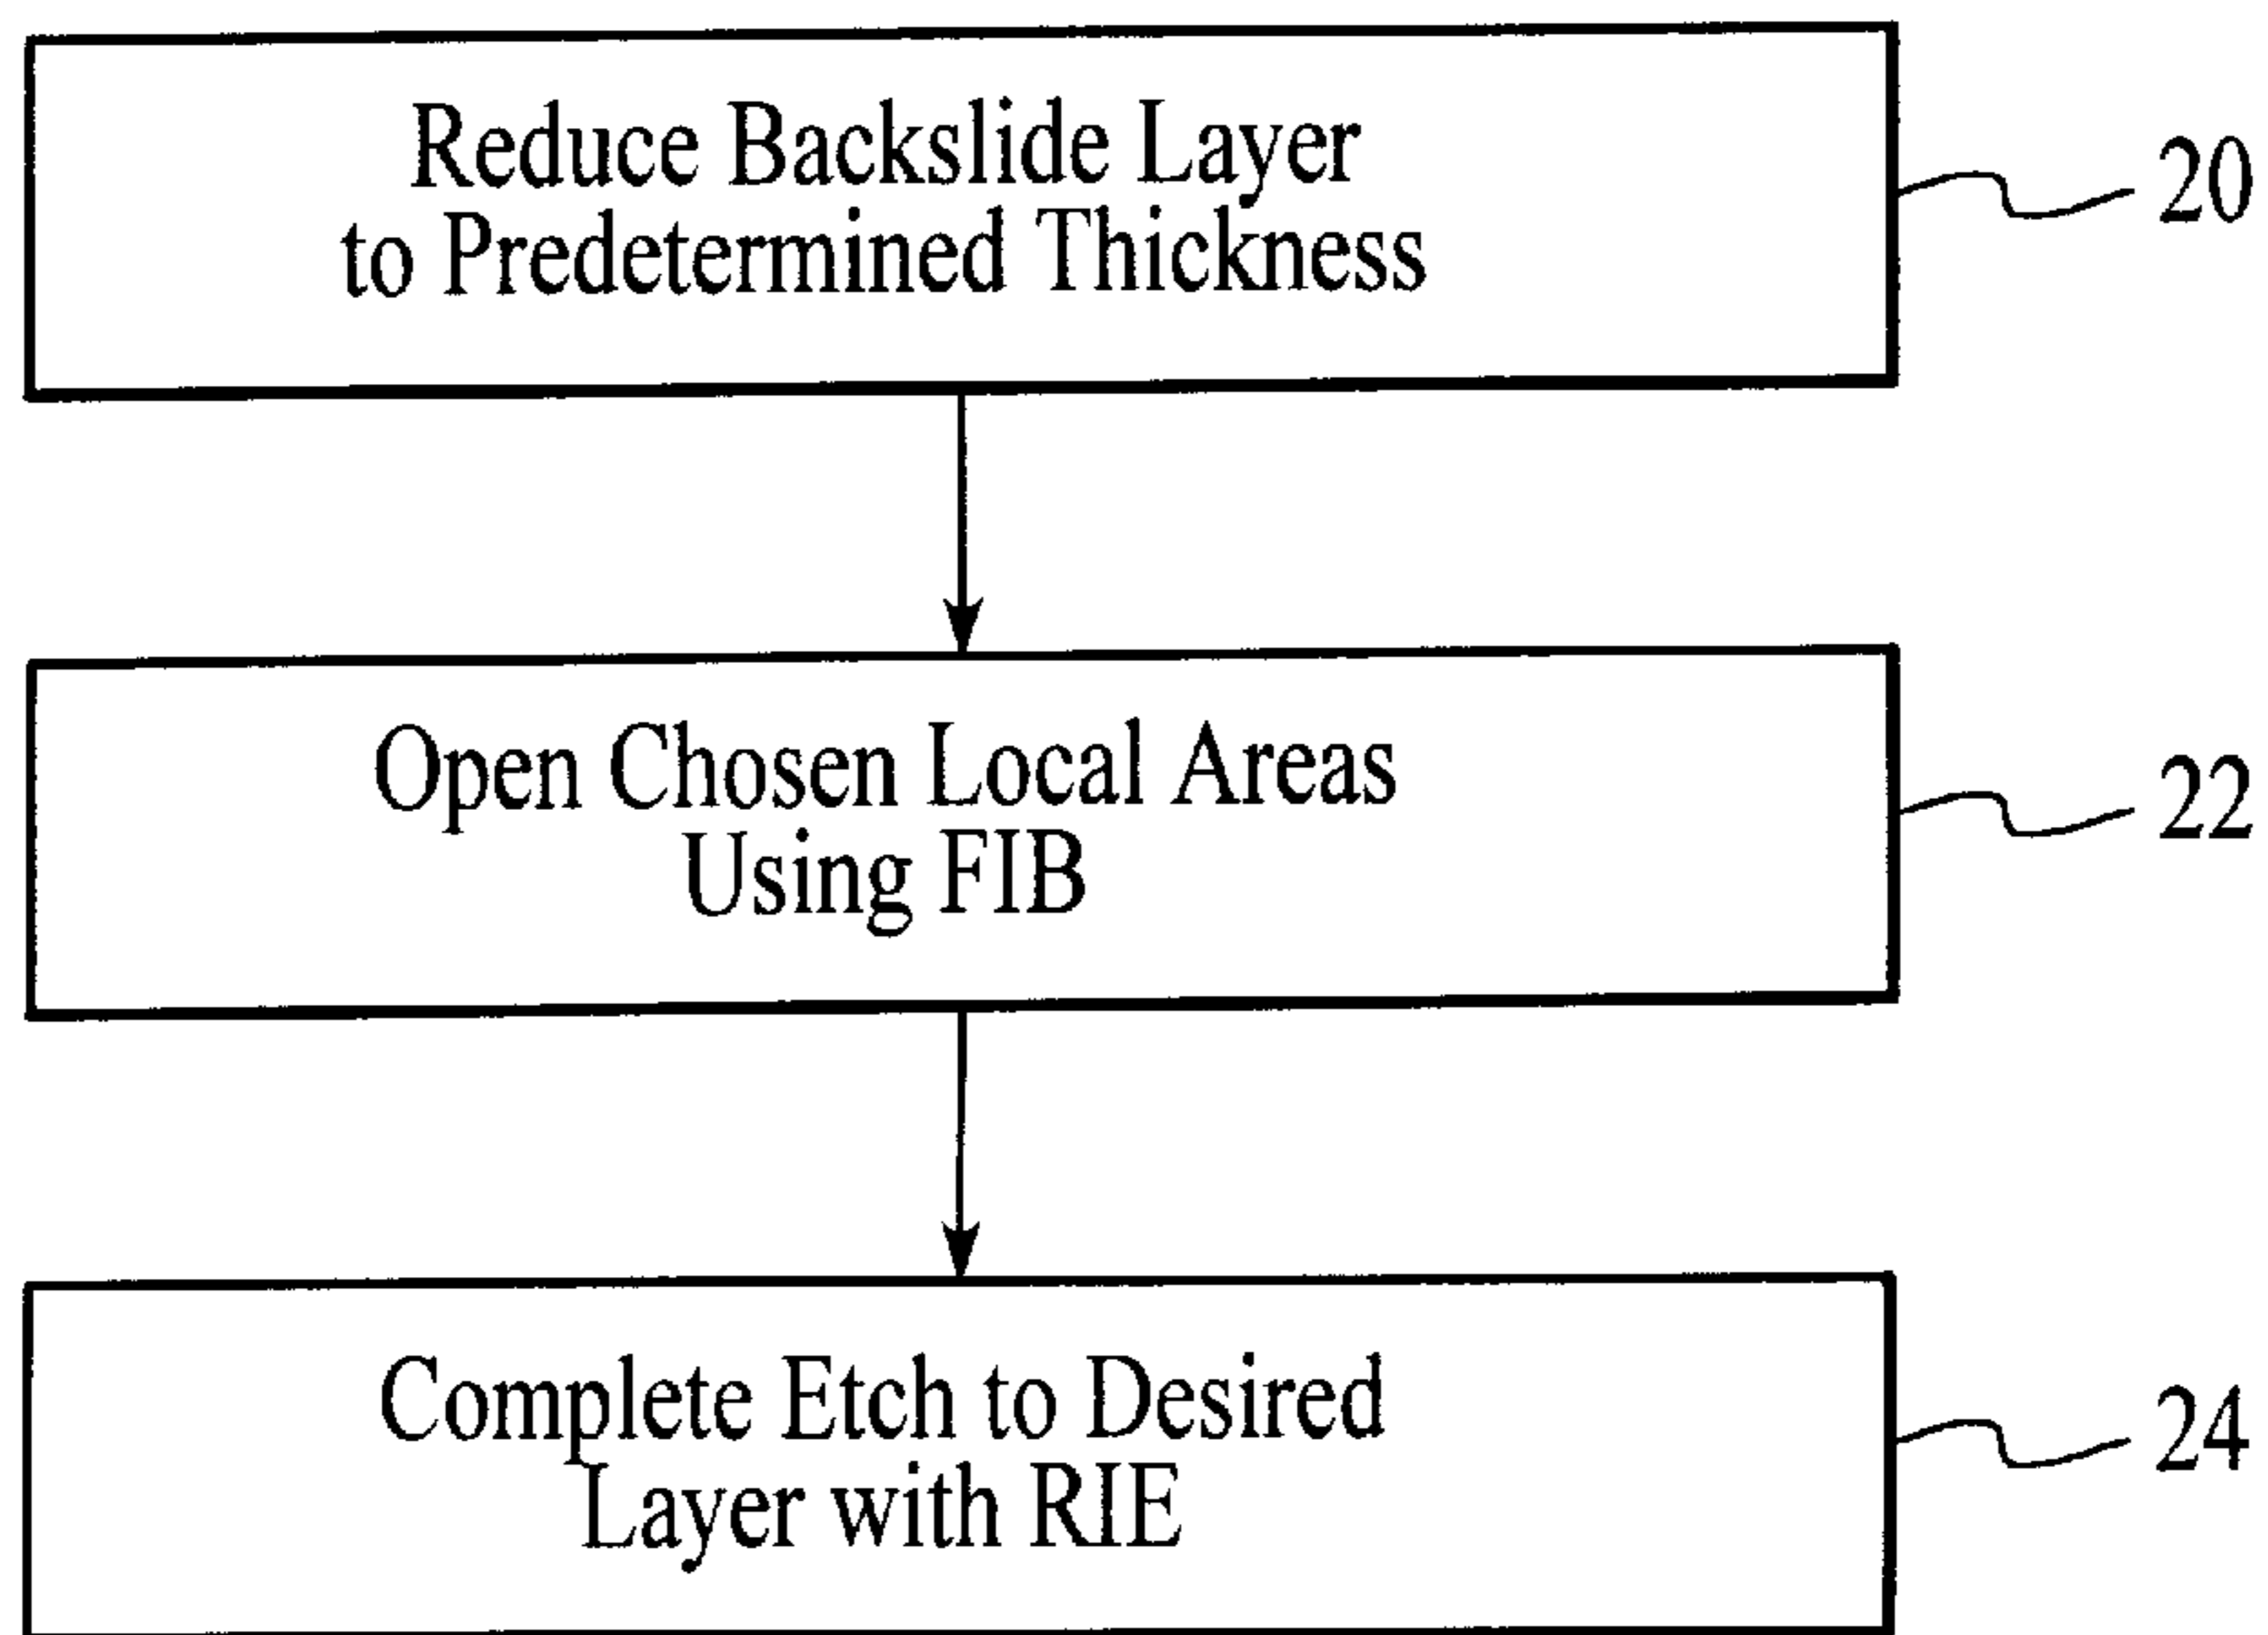 Reduce Backslide Layer
to Predetermined Thickness
20
Open Chosen Local Areas
Using FIB
22
Complete Etch to Desired
Layer with RIE
24